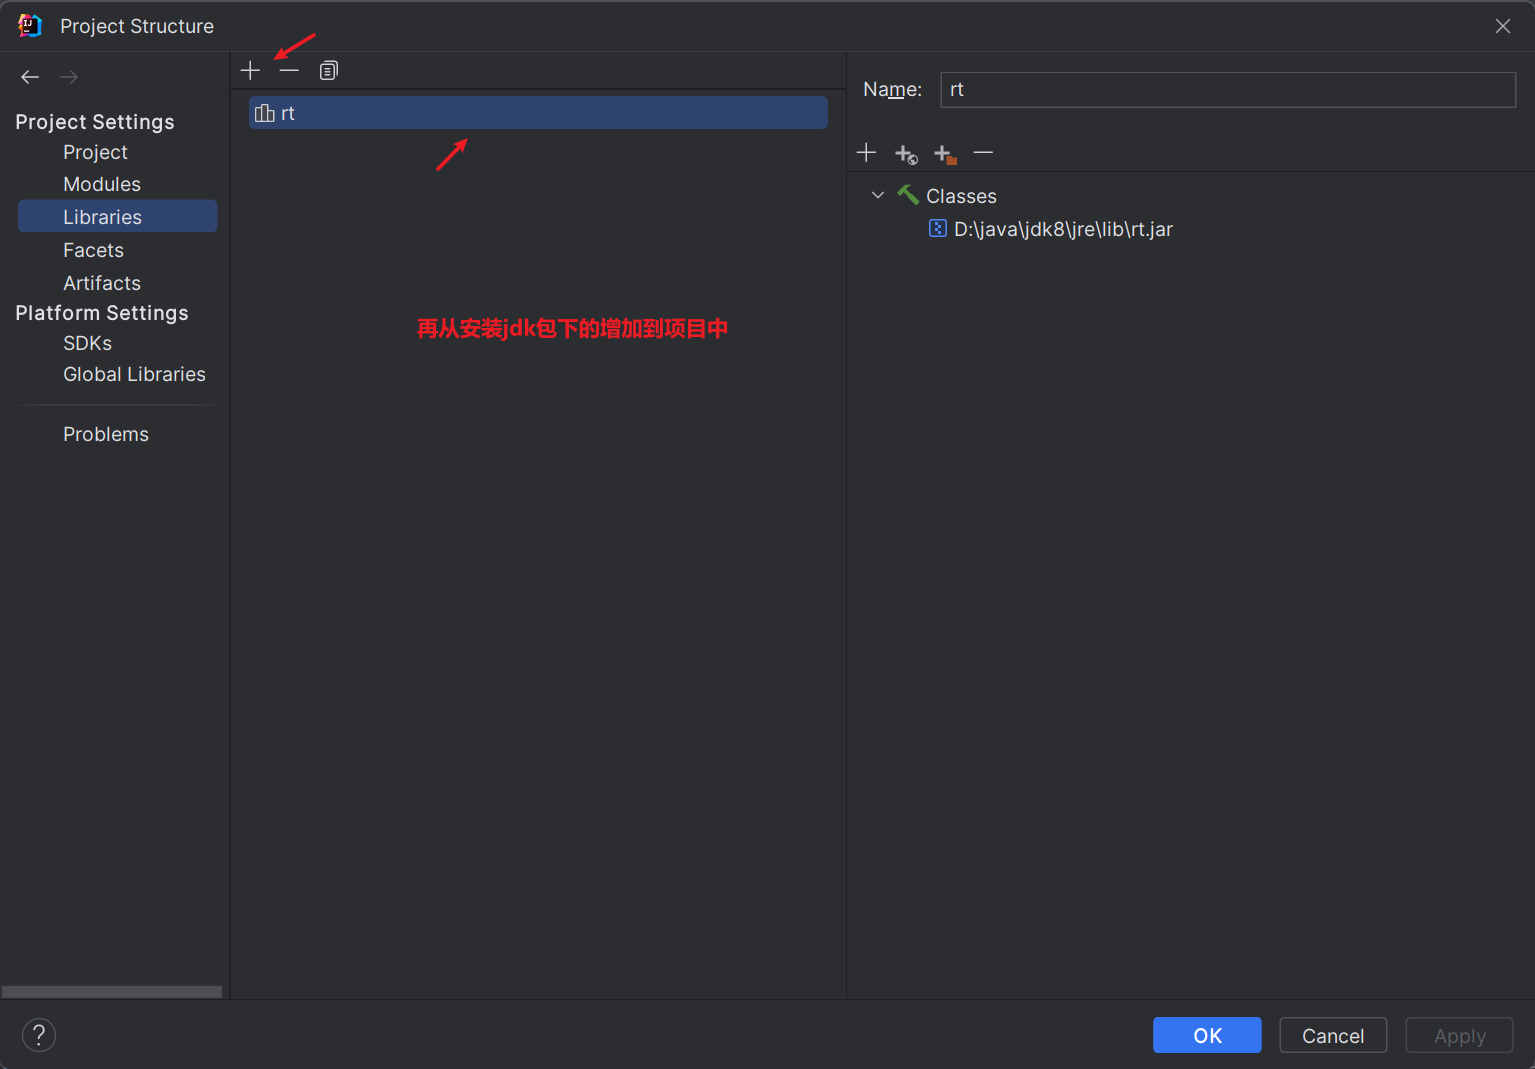 Project Structure
Project Settings
Project
Modules
Libraries
Facets
Artifacts
Platform Settings
SDKs
Global Libraries
Problems
rt
再从安装jdk包下的增加到项目中
Name: rt
Classes
D:\java\jdk8\jre\lib\rt.jar
?
OK Cancel Apply